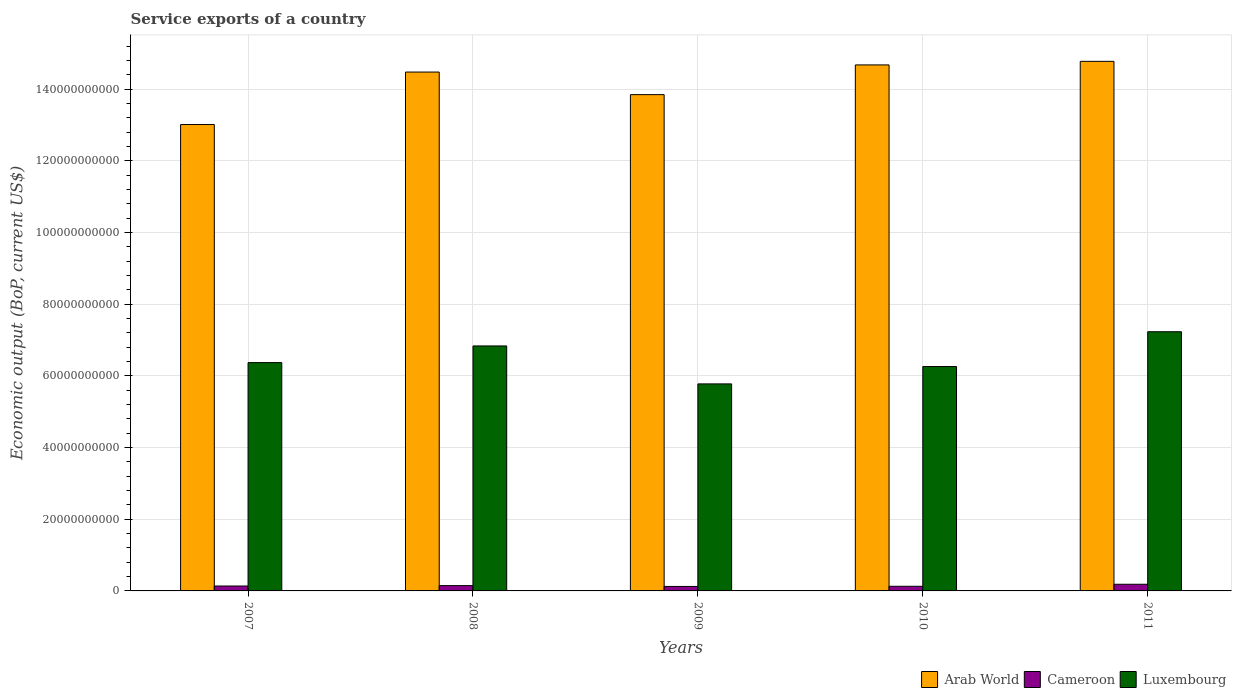 Service exports of a country
Economic output (BoP, current US$)
140000000000
120000000000
100000000000
80000000000
60000000000
40000000000
20000000000
0
2007
2008
2009
2010
2011
Years
Arab World
Cameroon
Luxembourg